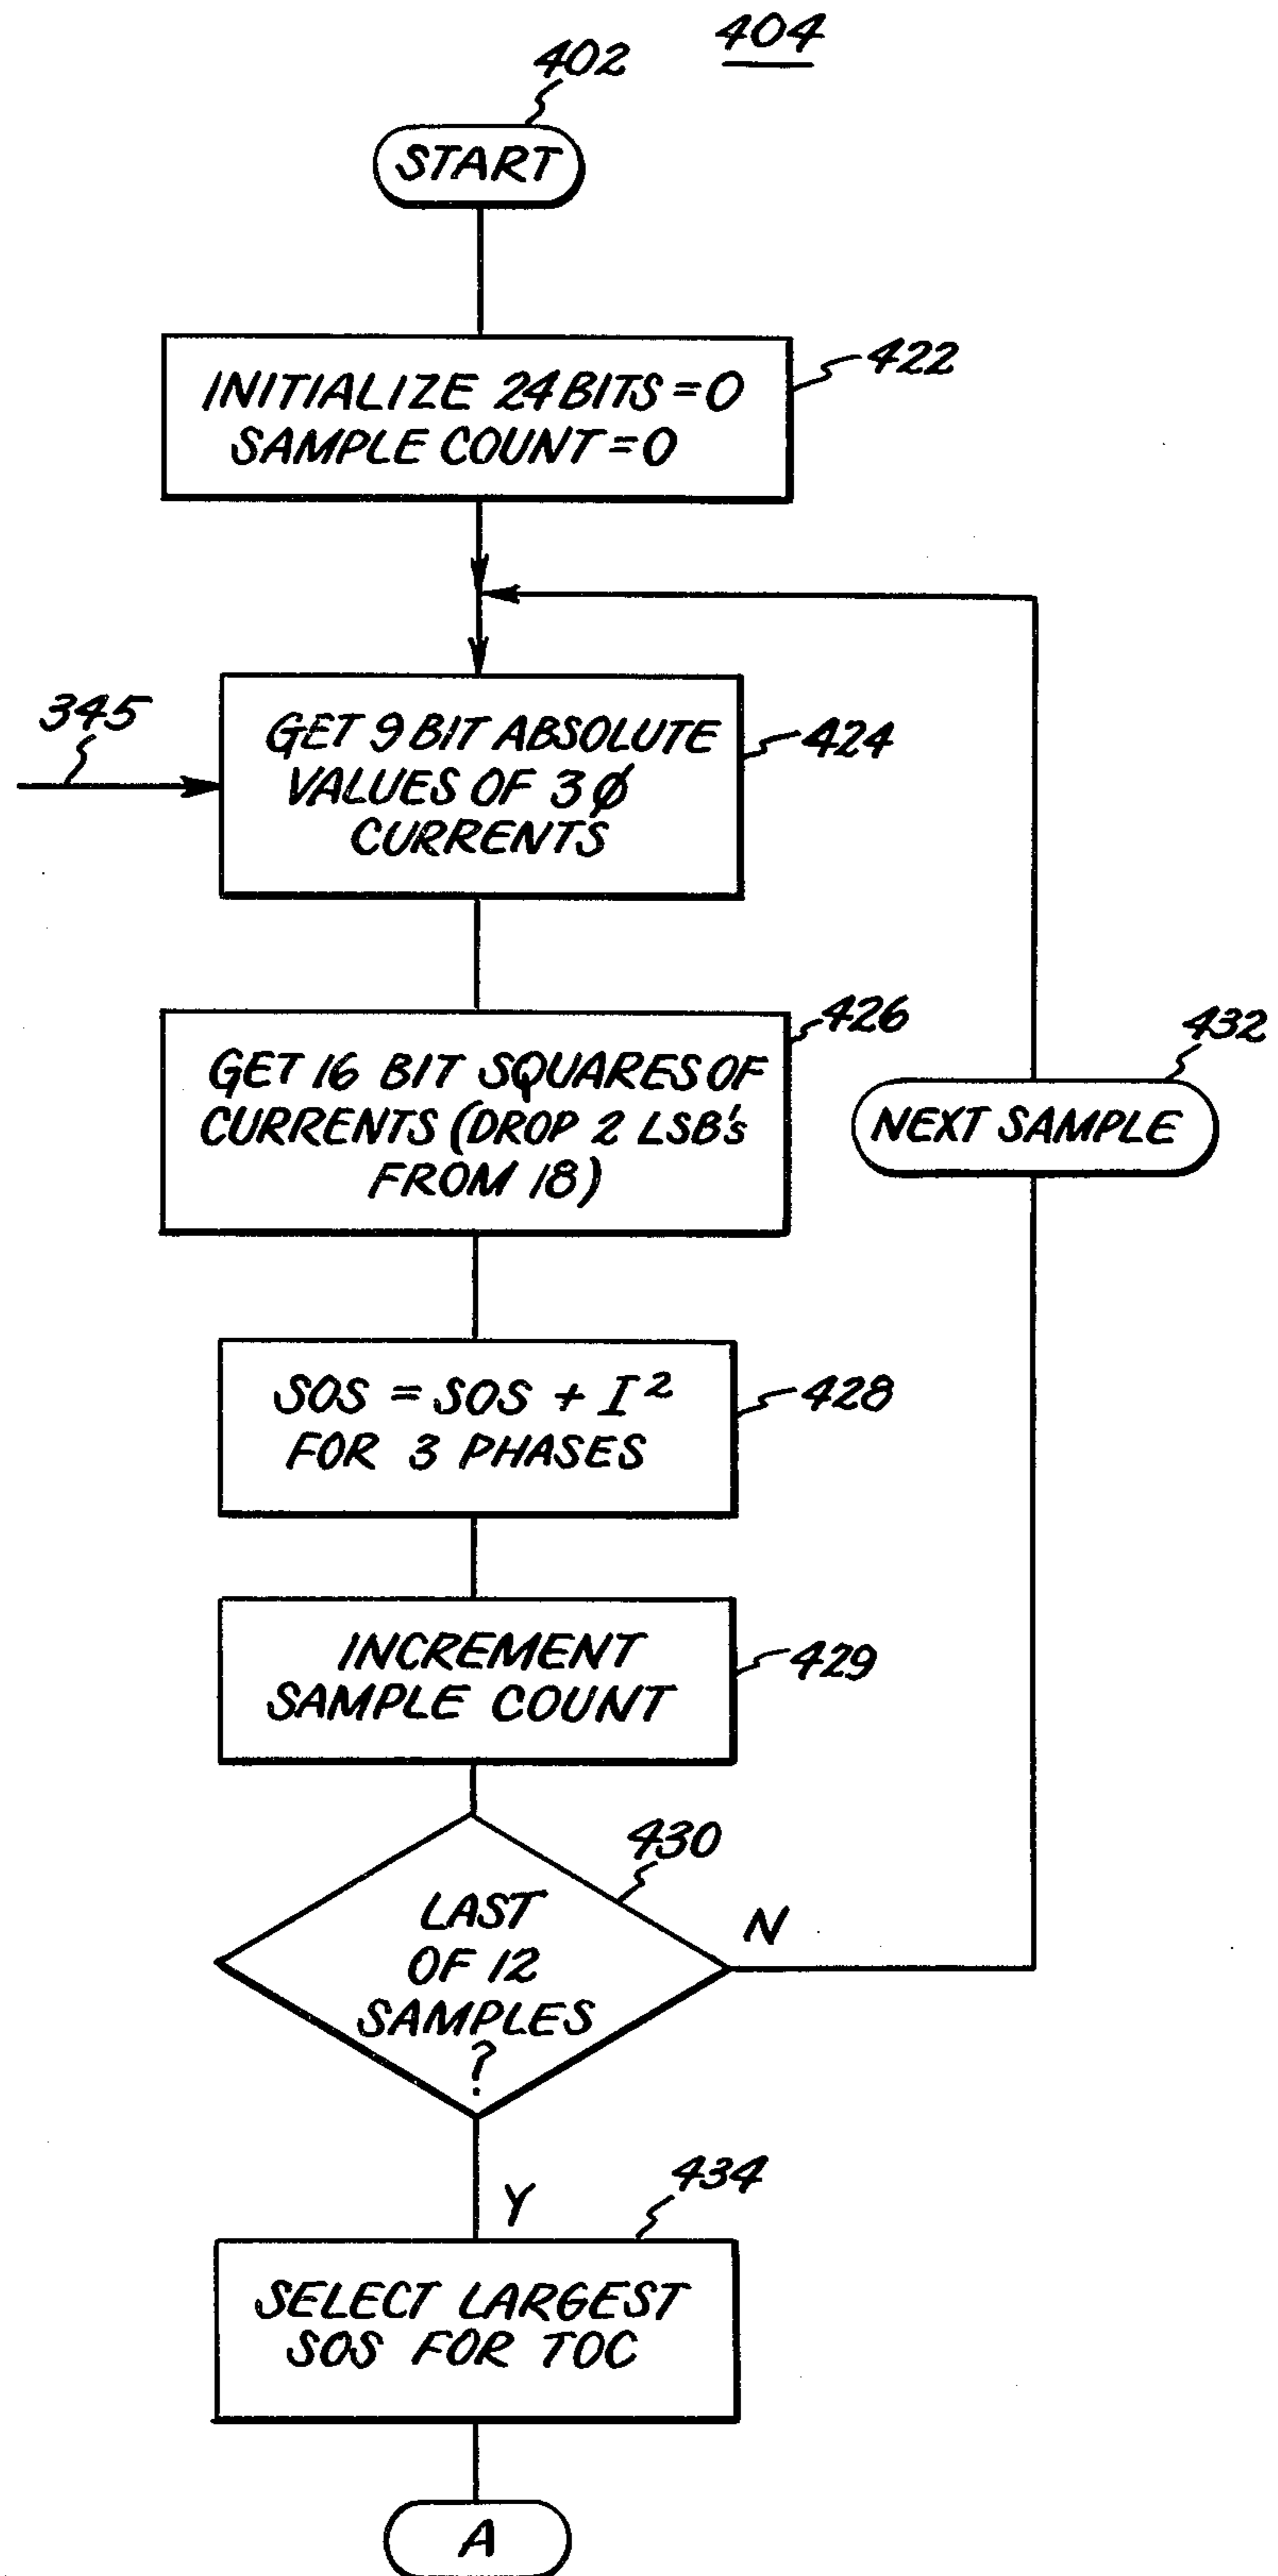 404
402
START
422
INITIALIZE 24 BITS = 0
SAMPLE COUNT = 0
345
424
GET 9 BIT ABSOLUTE
VALUES OF 3 Ø
CURRENTS
426
GET 16 BIT SQUARES OF
CURRENTS (DROP 2 LSB's
FROM 18)
432
NEXT SAMPLE
428
SOS = SOS + I²
FOR 3 PHASES
429
INCREMENT
SAMPLE COUNT
430
LAST
OF 12
SAMPLES
?
N
Y
434
SELECT LARGEST
SOS FOR TOC
A